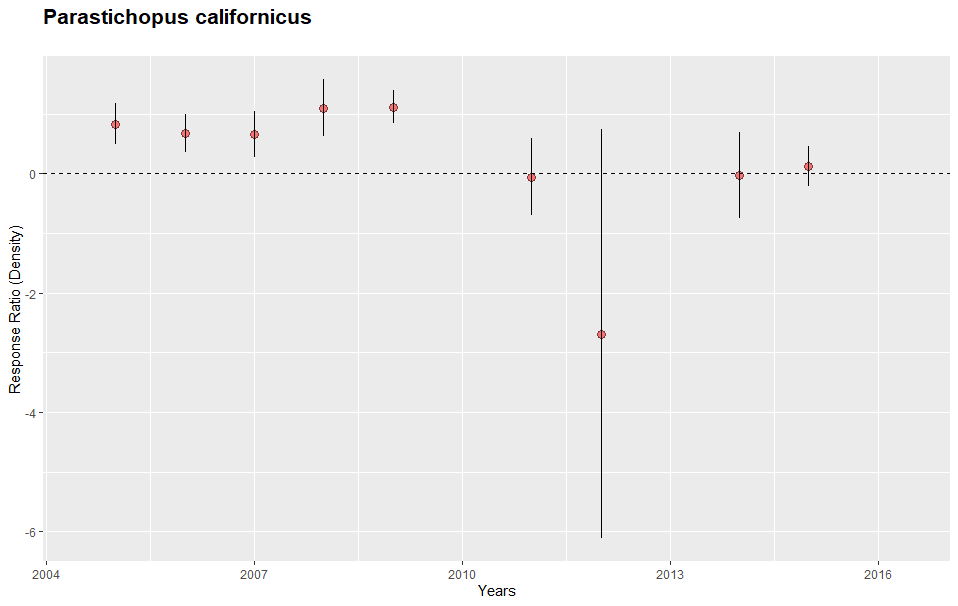 Parastichopus californicus
Response Ratio (Density)
0
-2
-4
-6
2004 2007 2010 2013 2016
Years